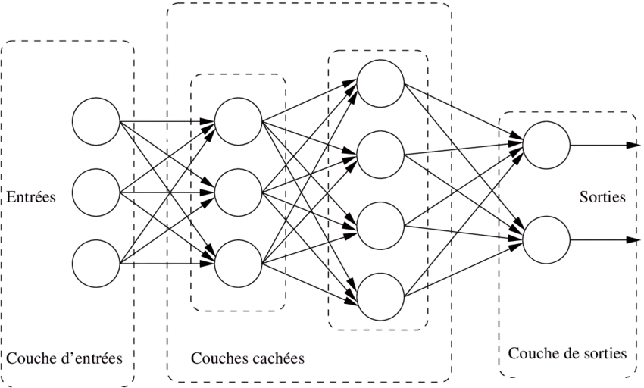 Entrées
Sorties
Couche d'entrées
Couches cachées
Couche de sorties